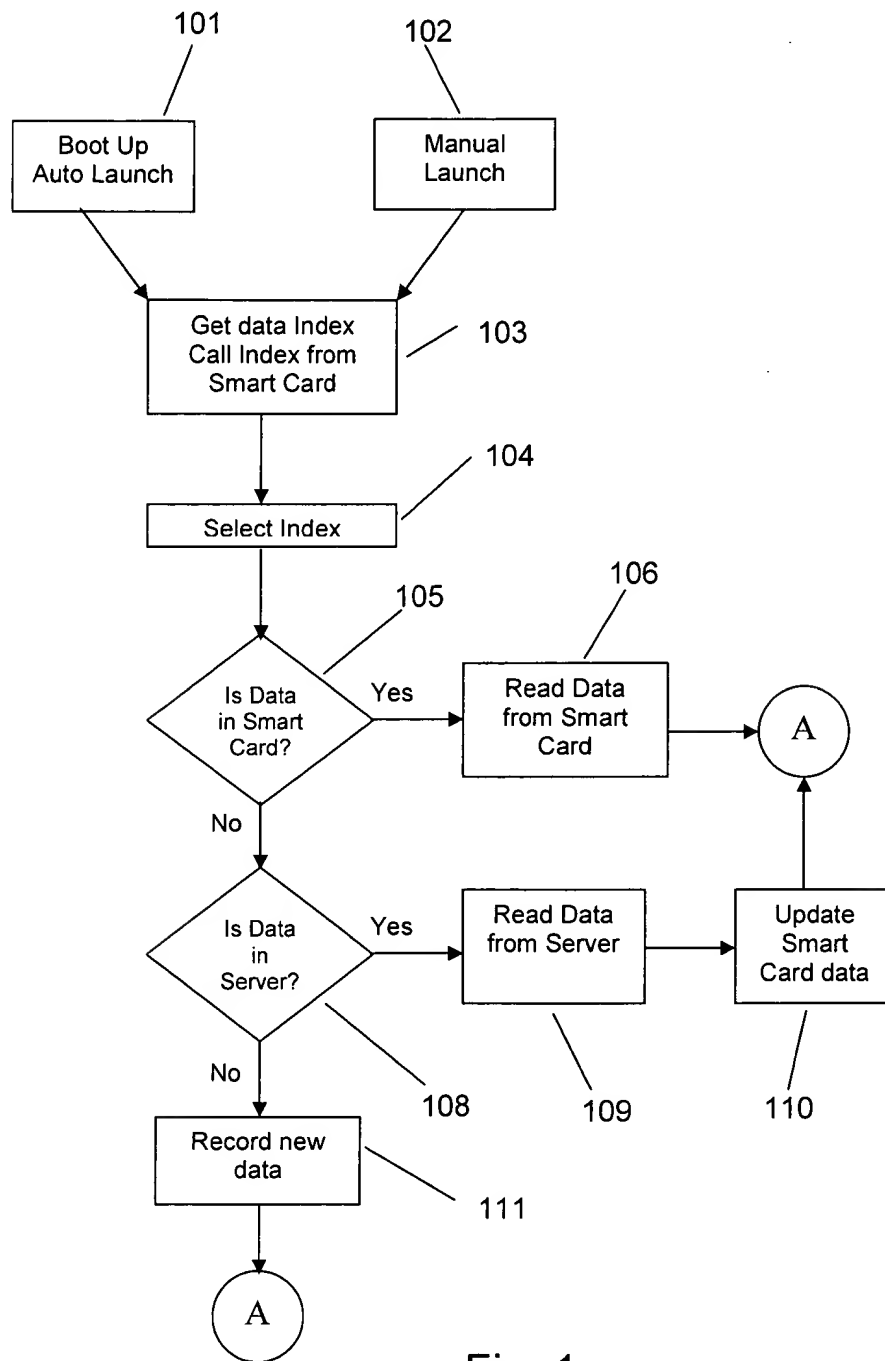 101
102
Boot Up
Auto Launch
Manual
Launch
Get data Index
Call Index from
Smart Card
103
104
Select Index
105
106
Is Data
in Smart
Card?
Yes
Read Data
from Smart
Card
A
No
Is Data
in
Server?
Yes
Read Data
from Server
Update
Smart
Card data
No
108
109
110
Record new
data
111
A
Fig. 1